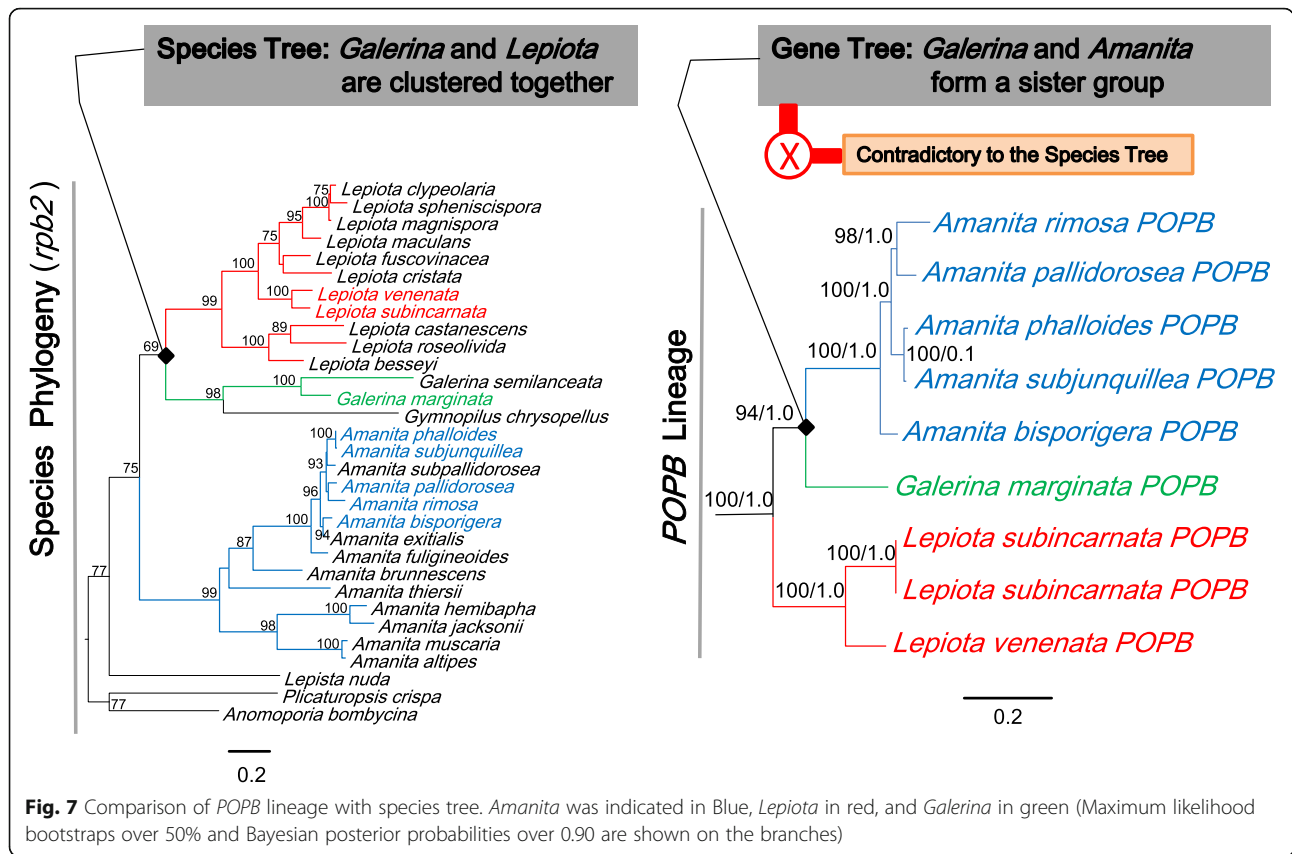 Species Tree: Galerina and Lepiota
are clustered together
Gene Tree: Galerina and Amanita
form a sister group
X
Contradictory to the Species Tree
Species Phylogeny (rpb2)
75
Lepiota clypeolaria
100
Lepiota spheniscispora
95
Lepiota magnispora
75
Lepiota maculans
Lepiota fuscovinacea
100
Lepiota cristata
100
Lepiota venenata
99
Lepiota subincarnata
89
Lepiota castanescens
100
Lepiota roseolivida
69
Lepiota besseyi
100
Galerina semilanceata
98
Galerina marginata
Gymnopilus chrysopellus
100
Amanita phalloides
Amanita subjunquillea
93
Amanita subpallidorosea
75
Amanita pallidorosea
96
Amanita rimosa
100
Amanita bisporigera
94
Amanita exitialis
87
Amanita fuligineoides
Amanita brunnescens
77
99
Amanita thiersii
100
Amanita hemibapha
98
Amanita jacksonii
100
Amanita muscaria
Amanita altipes
Lepista nuda
77
Plicaturopsis crispa
Anomoporia bombycina
0.2
POPB Lineage
98/1.0
Amanita rimosa POPB
100/1.0
Amanita pallidorosea POPB
Amanita phalloides POPB
100/1.0
100/0.1
Amanita subjunquillea POPB
94/1.0
Amanita bisporigera POPB
100/1.0
Galerina marginata POPB
100/1.0
Lepiota subincarnata POPB
100/1.0
Lepiota subincarnata POPB
Lepiota venenata POPB
0.2
Fig. 7 Comparison of POPB lineage with species tree. Amanita was indicated in Blue, Lepiota in red, and Galerina in green (Maximum likelihood
bootstraps over 50% and Bayesian posterior probabilities over 0.90 are shown on the branches)